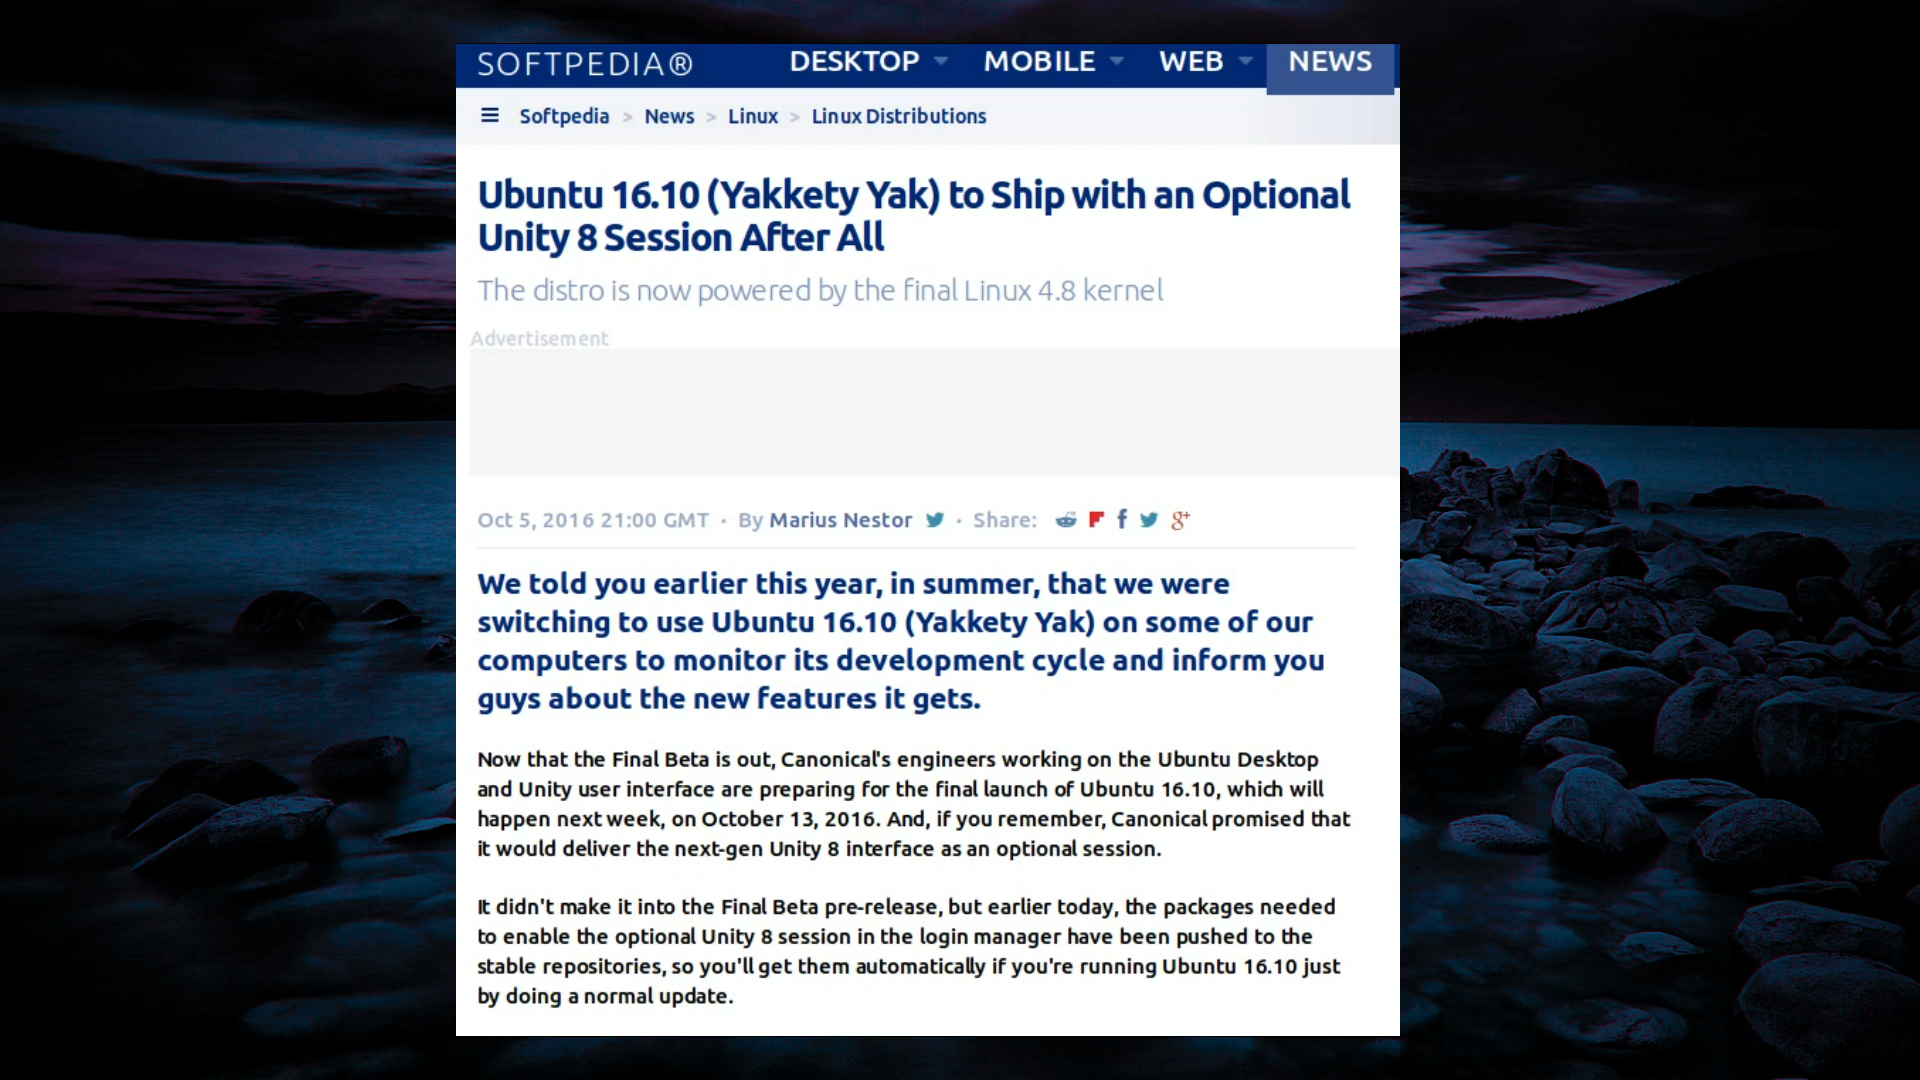 SOFTPEDIA® DESKTOP MOBILE WEB NEWS
Softpedia > News > Linux > Linux Distributions
Ubuntu 16.10 (Yakkety Yak) to Ship with an Optional
Unity 8 Session After All
The distro is now powered by the final Linux 4.8 kernel
Advertisement
Oct 5, 2016 21:00 GMT · By Marius Nestor · Share: f g+
We told you earlier this year, in summer, that we were
switching to use Ubuntu 16.10 (Yakkety Yak) on some of our
computers to monitor its development cycle and inform you
guys about the new features it gets.
Now that the Final Beta is out, Canonical's engineers working on the Ubuntu Desktop
and Unity user interface are preparing for the final launch of Ubuntu 16.10, which will
happen next week, on October 13, 2016. And, if you remember, Canonical promised that
it would deliver the next-gen Unity 8 interface as an optional session.
It didn't make it into the Final Beta pre-release, but earlier today, the packages needed
to enable the optional Unity 8 session in the login manager have been pushed to the
stable repositories, so you'll get them automatically if you're running Ubuntu 16.10 just
by doing a normal update.